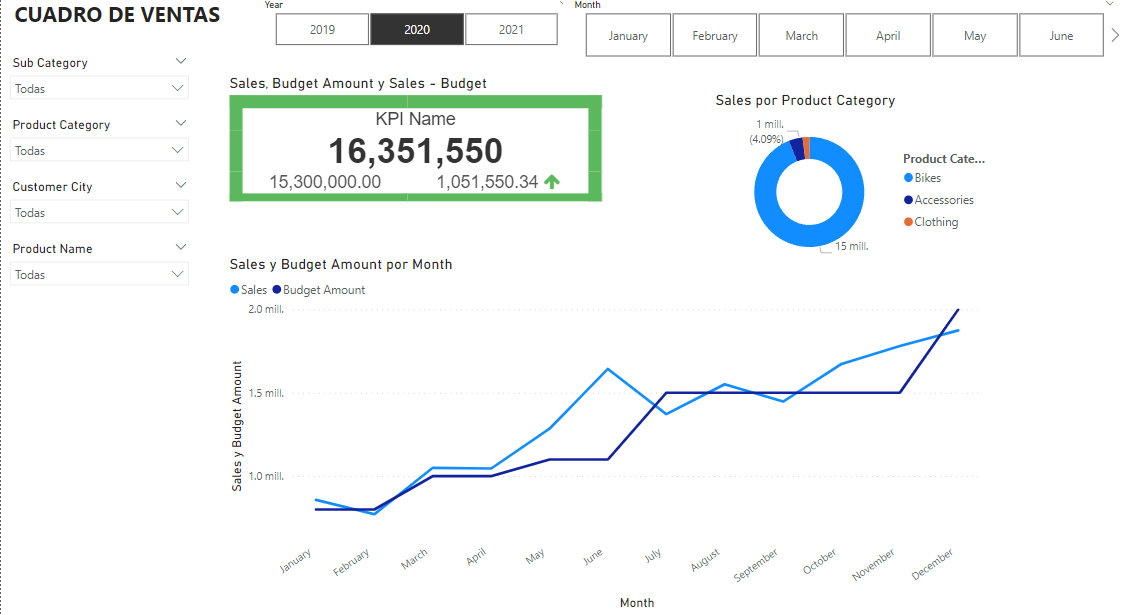 CUADRO DE VENTAS
Year
2019
2020
2021
Month
January
February
March
April
May
June
Sub Category
Todas
Product Category
Todas
Customer City
Todas
Product Name
Todas
Sales, Budget Amount y Sales - Budget
KPI Name
16,351,550
15,300,000.00
1,051,550.34
Sales por Product Category
1 mill.
(4.09%)
15 mill.
Product Cate...
Bikes
Accessories
Clothing
Sales y Budget Amount por Month
Sales
Budget Amount
2.0 mill.
1.5 mill.
1.0 mill.
Sales y Budget Amount
January
February
March
April
May
June
July
August
September
October
November
December
Month